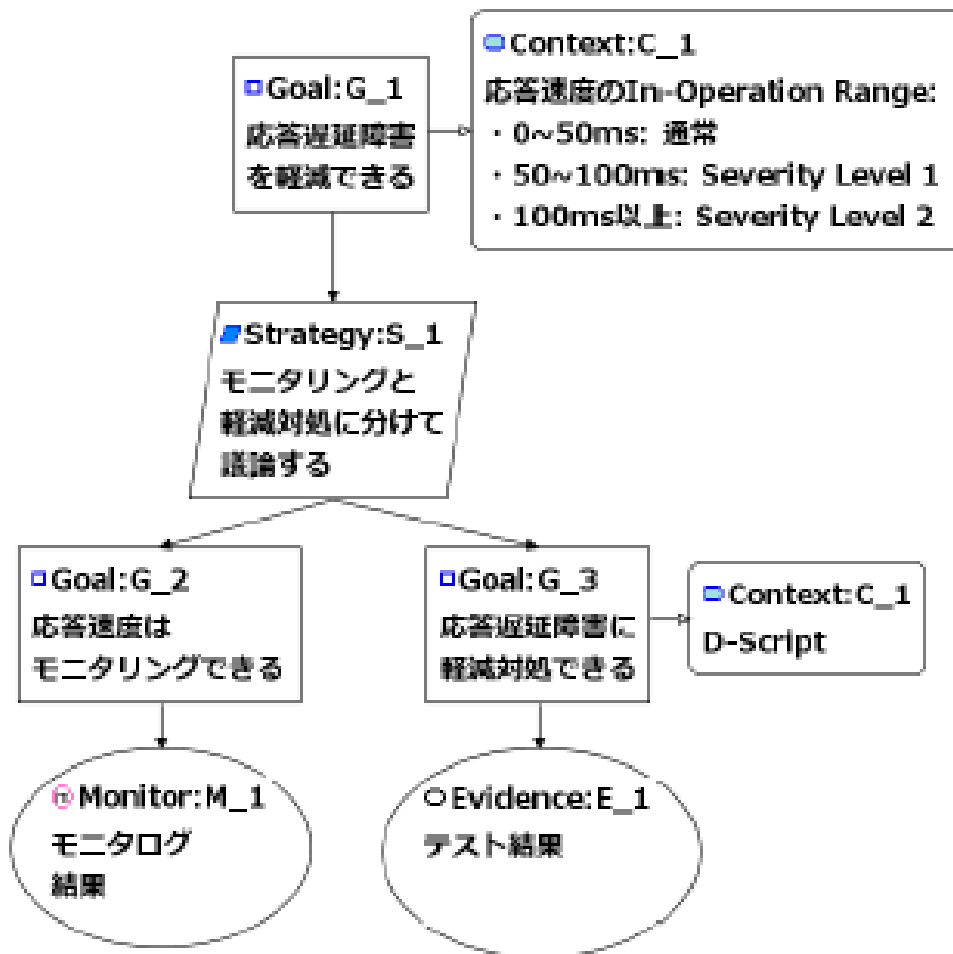 Goal:G_1
応答遅延障害
を軽減できる
Context:C_1
応答速度のIn-Operation Range:
・0~50ms: 通常
・50~100ms: Severity Level 1
・100ms以上: Severity Level 2
Strategy:S_1
モニタリングと
軽減対処に分けて
議論する
Goal:G_2
応答速度は
モニタリングできる
Goal:G_3
応答遅延障害に
軽減対処できる
Context:C_1
D-Script
m Monitor:M_1
モニタログ
結果
Evidence:E_1
テスト結果